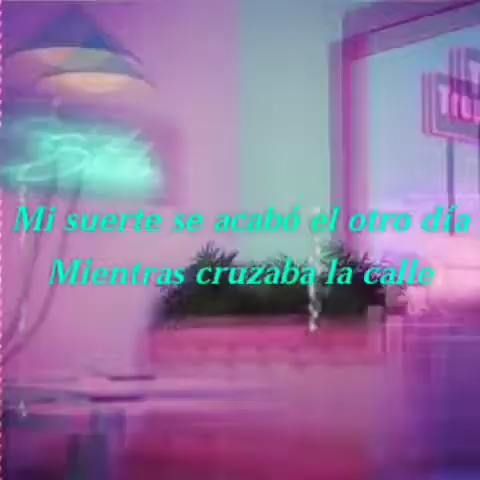 Mi suerte se acabó el otro día
Mientras cruzaba la calle